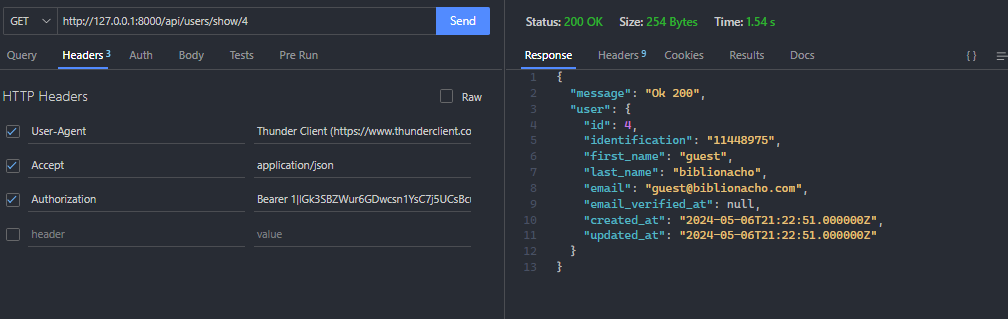 GET http://127.0.0.1:8000/api/users/show/4 Send
Query Headers 3 Auth Body Tests Pre Run
HTTP Headers Raw
User-Agent Thunder Client (https://www.thunderclient.co
Accept application/json
Authorization Bearer 1|IGk3SBZWur6GDwcsn1YsC7j5UCsBc
header value
Status: 200 OK Size: 254 Bytes Time: 1.54 s
Response Headers 9 Cookies Results Docs { }
1 {
2 "message": "Ok 200",
3 "user": {
4 "id": 4,
5 "identification": "11448975",
6 "first_name": "guest",
7 "last_name": "biblionacho",
8 "email": "guest@biblionacho.com",
9 "email_verified_at": null,
10 "created_at": "2024-05-06T21:22:51.000000Z",
11 "updated_at": "2024-05-06T21:22:51.000000Z"
12 }
13 }